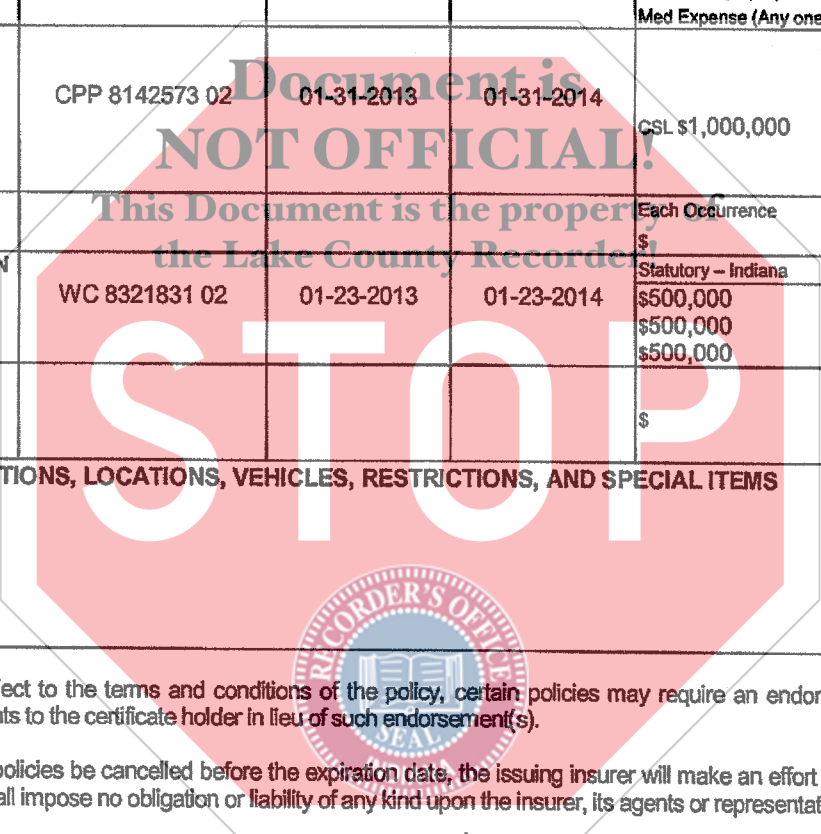 Med Expense (Any one
Document is
CPP 8142573 02 01-31-2013 01-31-2014
CSL $1,000,000
NOT OFFICIAL!
This Document is the property of
Each Occurrence
$
the Lake County Recorder!
N
Statutory – Indiana
WC 8321831 02 01-23-2013 01-23-2014 $500,000
$500,000
$500,000
STOP
$
TIONS, LOCATIONS, VEHICLES, RESTRICTIONS, AND SPECIAL ITEMS
RECORDER'S OFFICE
SEAL
ject to the terms and conditions of the policy, certain policies may require an endor
nts to the certificate holder in lieu of such endorsement(s).
policies be cancelled before the expiration date, the issuing insurer will make an effort
all impose no obligation or liability of any kind upon the insurer, its agents or representat